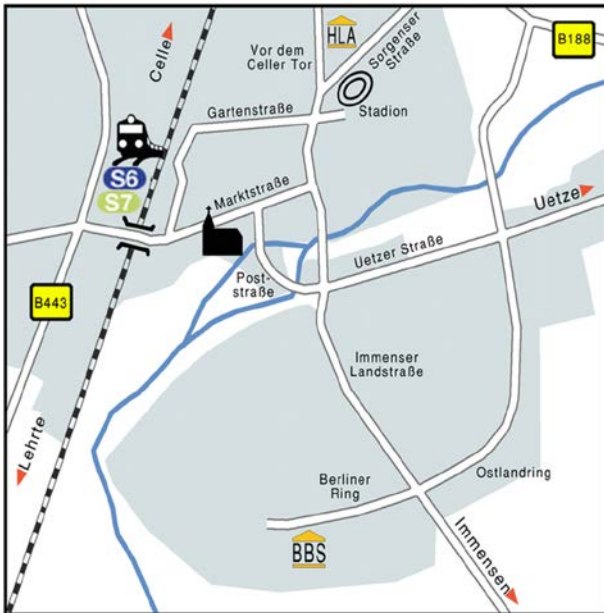 HLA
Celle
Vor dem
Celler Tor
Sorgenser
Straße
B188
Gartenstraße
Stadion
S6
S7
Marktstraße
Uetze
Uetzer Straße
Post-
straße
B443
Immenser
Landstraße
Lehrte
Berliner
Ring
Ostlandring
BBS
Immensen